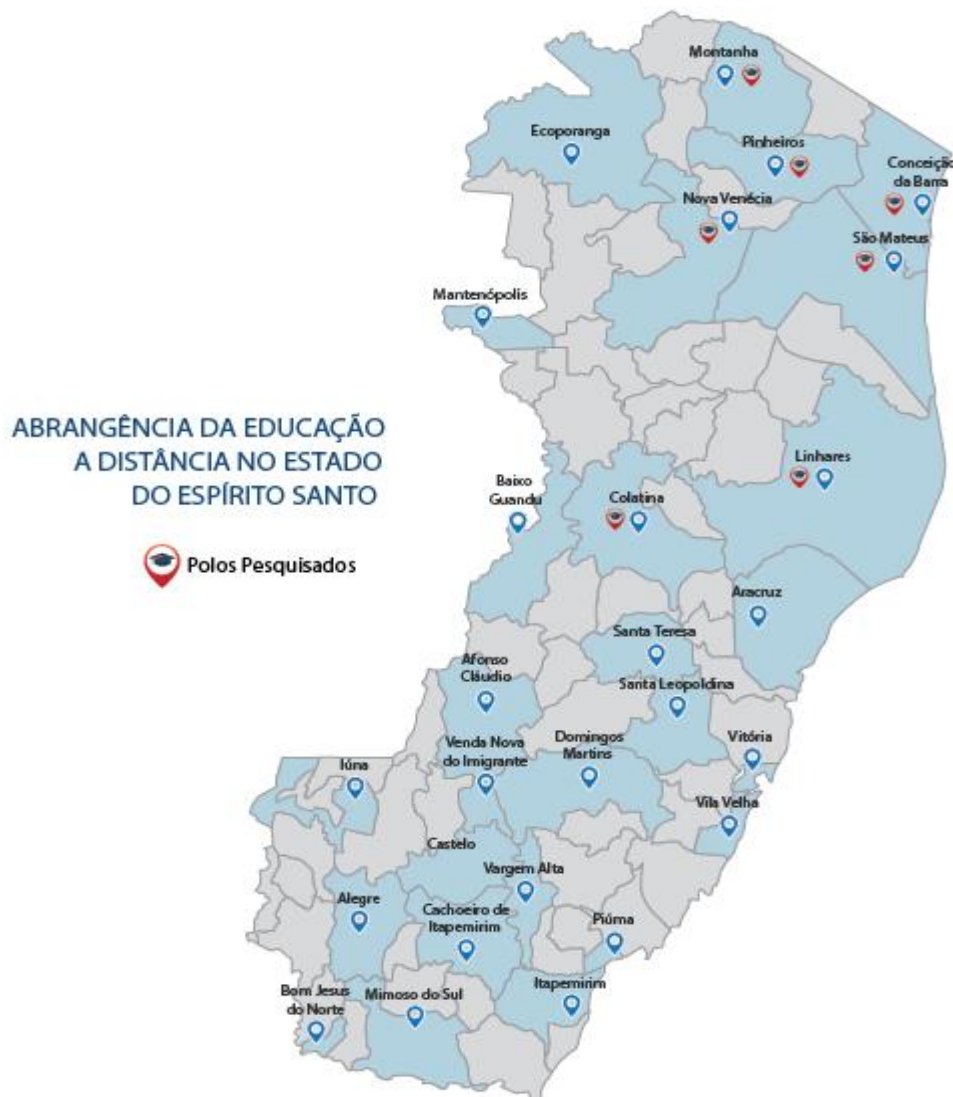 Montanha
Ecoporanga
Pinheiros
Conceição
da Barra
Nova Venécia
São Mateus
Mantenópolis
ABRANGÊNCIA DA EDUCAÇÃO
A DISTÂNCIA NO ESTADO
DO ESPÍRITO SANTO
Polos Pesquisados
Linhares
Baixo
Guandu
Colatina
Aracruz
Santa Teresa
Afonso
Cláudio
Santa Leopoldina
Venda Nova
do Imigrante
Domingos
Martins
Vitória
Iúna
Vila Velha
Castelo
Vargem Alta
Alegre
Cachoeiro de
Itapemirim
Piúma
Itapemirim
Bom Jesus
do Norte
Mimoso do Sul